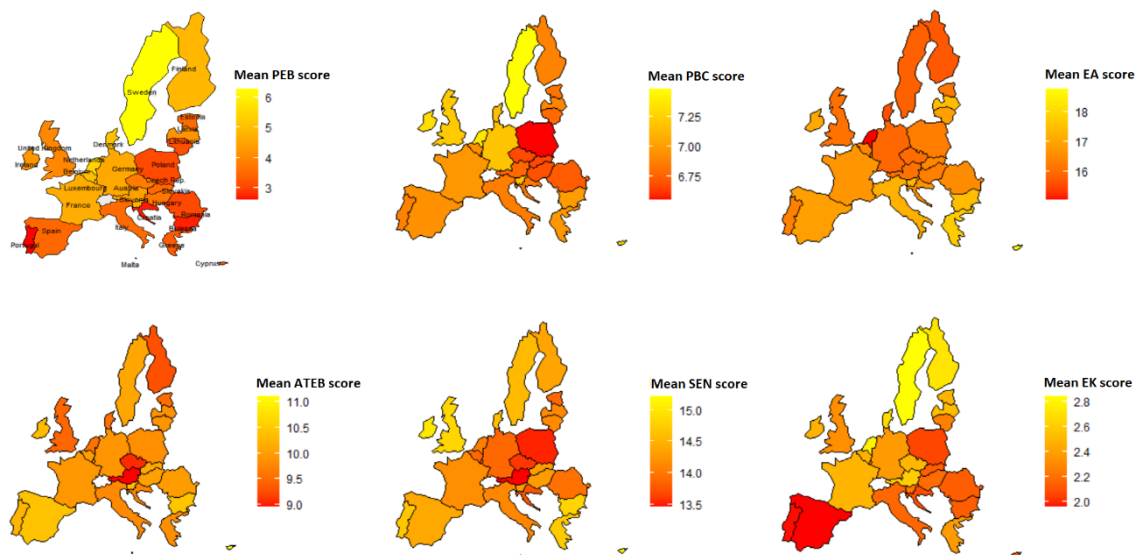 Mean PEB score
6
5
4
3
Finland
Sweden
Estonia
Latvia
Lithuania
United Kingdom
Ireland
Denmark
Netherlands
Belgium
Germany
Poland
Luxembourg
Czech Rep.
Slovakia
Austria
Hungary
Slovenia
France
Croatia
Romania
Bulgaria
Italy
Spain
Portugal
Greece
Malta
Cyprus
Mean PBC score
7.25
7.00
6.75
Mean EA score
18
17
16
Mean ATEB score
11.0
10.5
10.0
9.5
9.0
Mean SEN score
15.0
14.5
14.0
13.5
Mean EK score
2.8
2.6
2.4
2.2
2.0